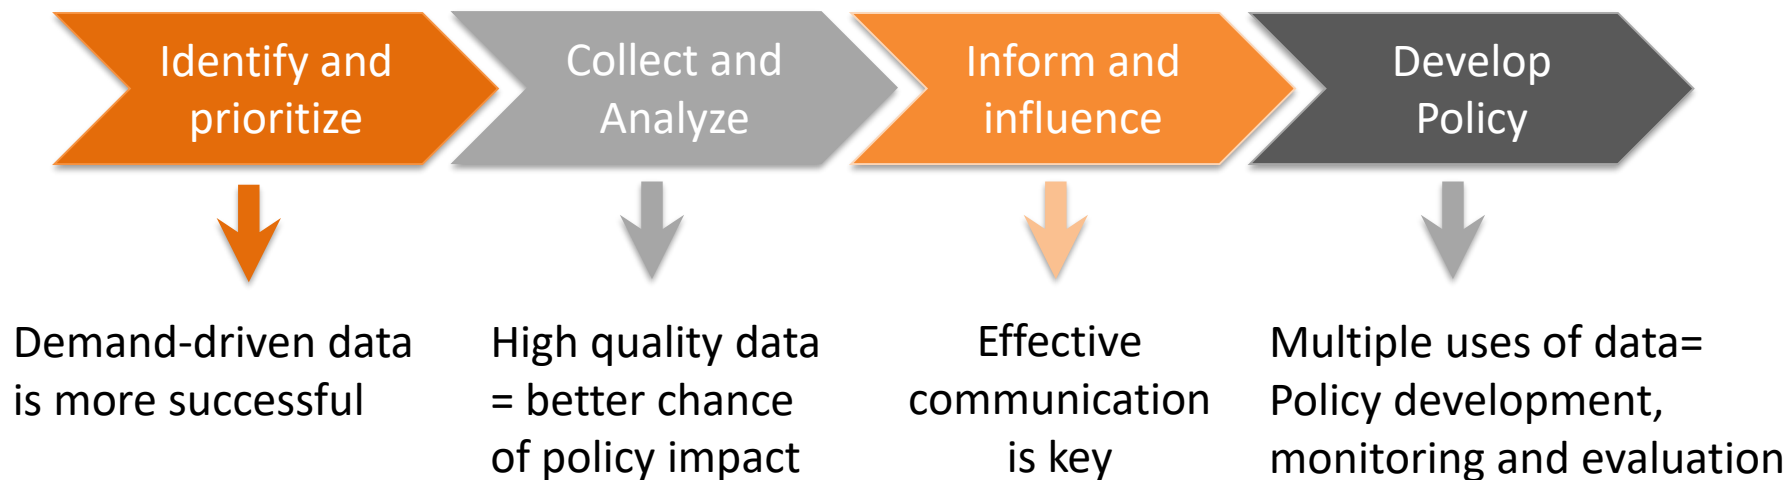 Identify and
prioritize
Collect and
Analyze
Inform and
influence
Develop
Policy
Demand-driven data
is more successful
High quality data
= better chance
of policy impact
Effective
communication
is key
Multiple uses of data=
Policy development,
monitoring and evaluation